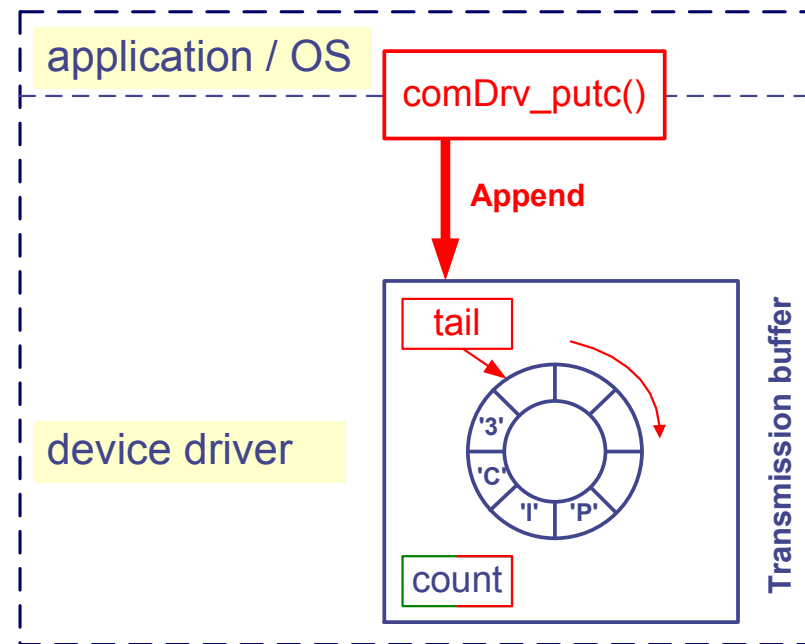 application / OS
comDrv_putc()
Append
tail
'3'
'C'
'I'
'P'
device driver
count
Transmission buffer